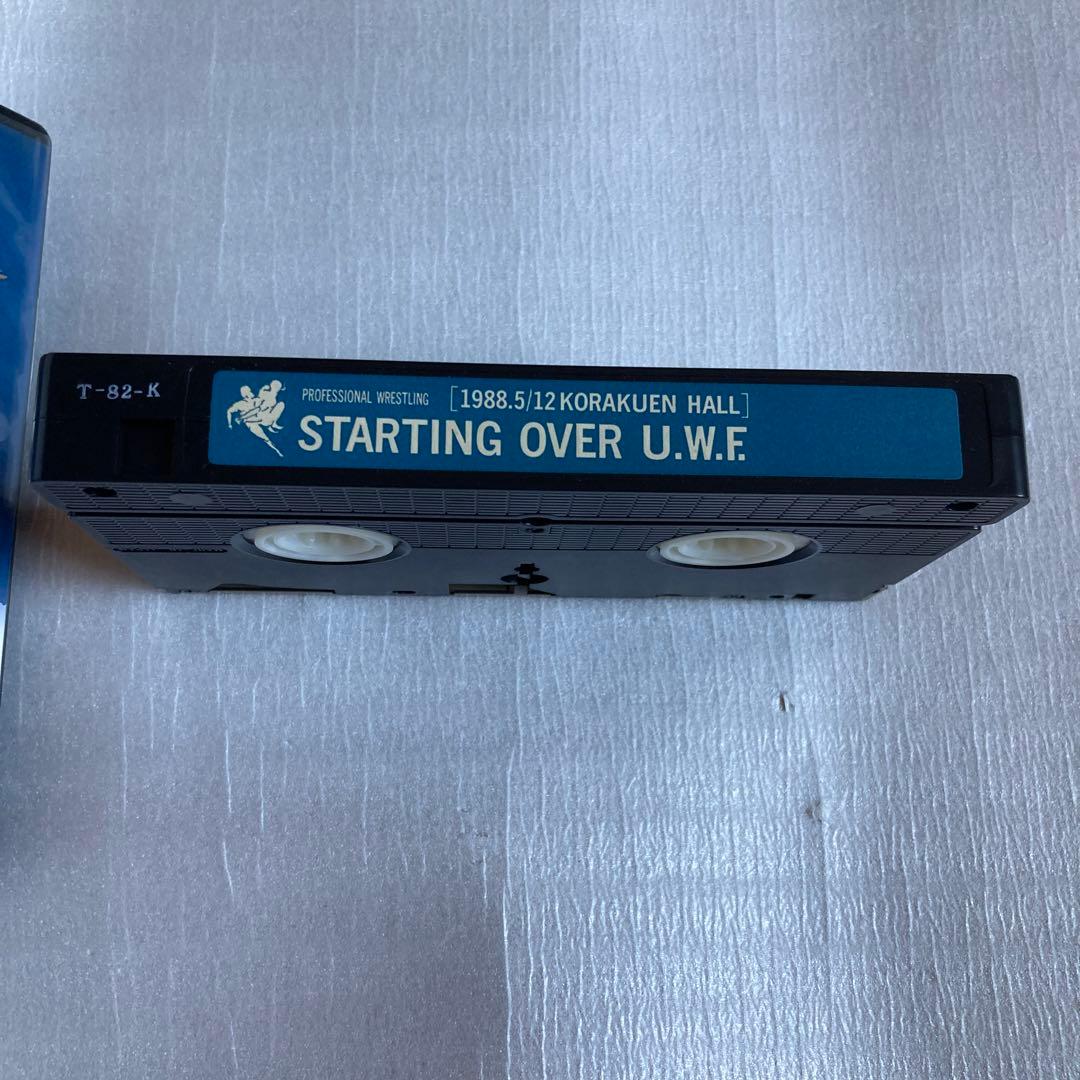 T-82-K
PROFESSIONAL WRESTLING [1988.5/12 KORAKUEN HALL]
STARTING OVER U.W.F.